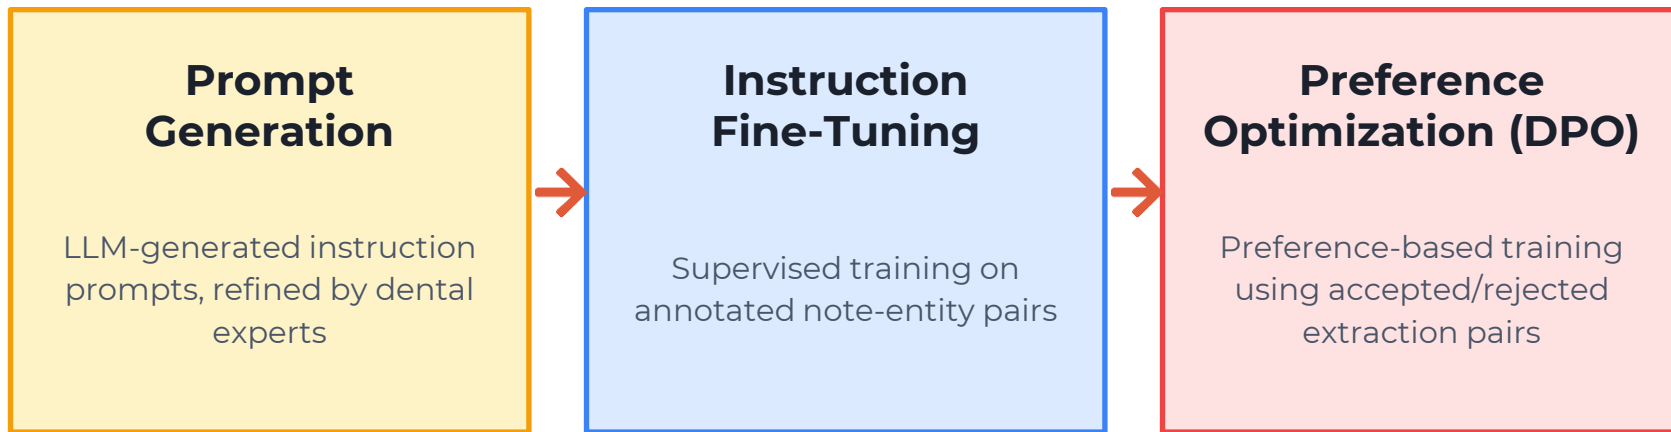 Prompt
Generation
LLM-generated instruction
prompts, refined by dental
experts
Instruction
Fine-Tuning
Supervised training on
annotated note-entity pairs
Preference
Optimization (DPO)
Preference-based training
using accepted/rejected
extraction pairs